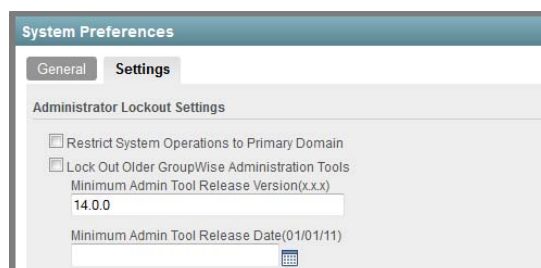 System Preferences
General Settings
Administrator Lockout Settings
Restrict System Operations to Primary Domain
Lock Out Older GroupWise Administration Tools
Minimum Admin Tool Release Version(x.x.x)
14.0.0
Minimum Admin Tool Release Date(01/01/11)